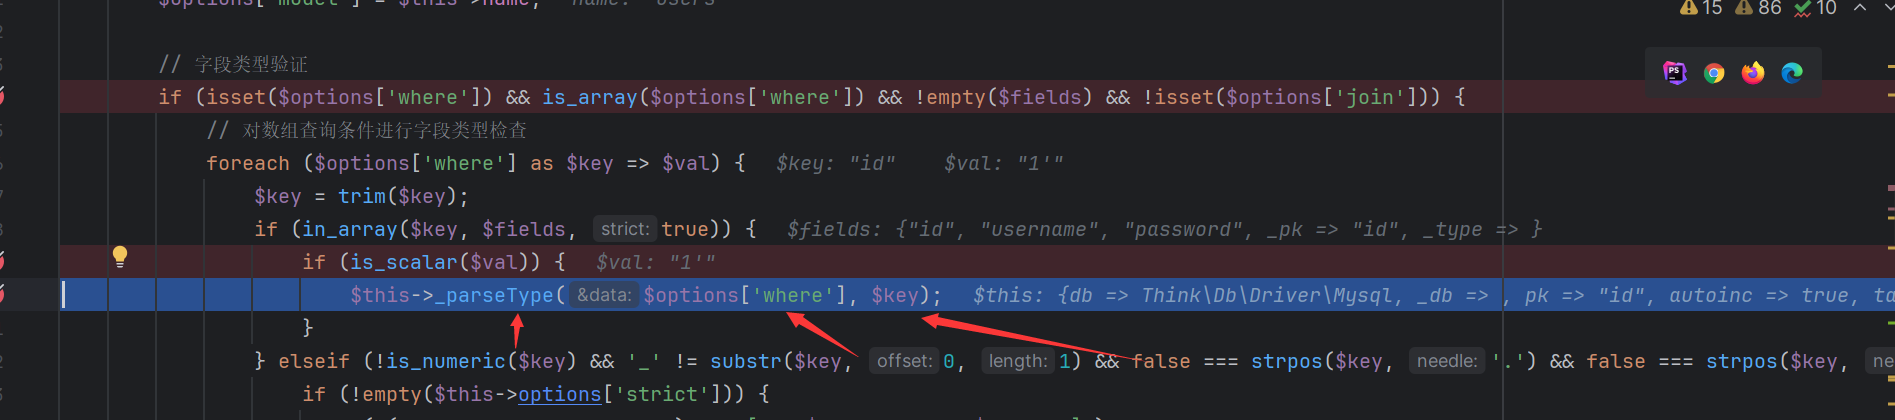 $options['model'] = $this->name;   name: "Users"
15 86 10
// 字段类型验证
if (isset($options['where']) && is_array($options['where']) && !empty($fields) && !isset($options['join'])) {
PS
// 对数组查询条件进行字段类型检查
foreach ($options['where'] as $key => $val) {   $key: "id"   $val: "1'"
$key = trim($key);
if (in_array($key, $fields, strict: true)) {   $fields: {"id", "username", "password", _pk => "id", _type => }
if (is_scalar($val)) {   $val: "1'"
$this->_parseType( &data: $options['where'], $key);   $this: {db => Think\Db\Driver\Mysql, _db => , pk => "id", autoinc => true, ta
}
} elseif (!is_numeric($key) && '_' != substr($key, offset: 0, length: 1) && false === strpos($key, needle: '.') && false === strpos($key, ne
if (!empty($this->options['strict'])) {